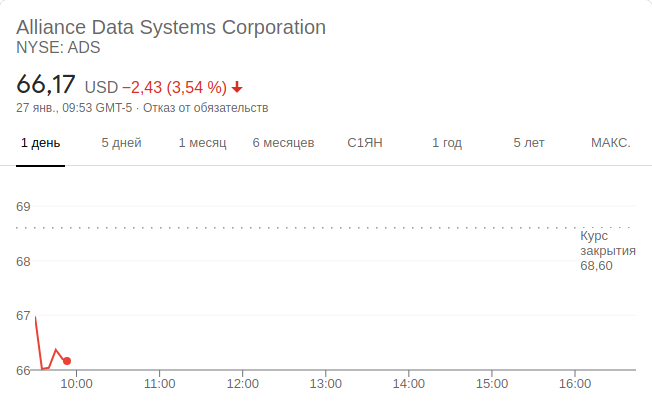 Alliance Data Systems Corporation
NYSE: ADS
66,17 USD −2,43 (3,54 %)
27 янв., 09:53 GMT-5 · Отказ от обязательств
1 день 5 дней 1 месяц 6 месяцев С1ЯН 1 год 5 лет МАКС.
69
Курс
закрытия
68,60
68
67
66
10:00 11:00 12:00 13:00 14:00 15:00 16:00